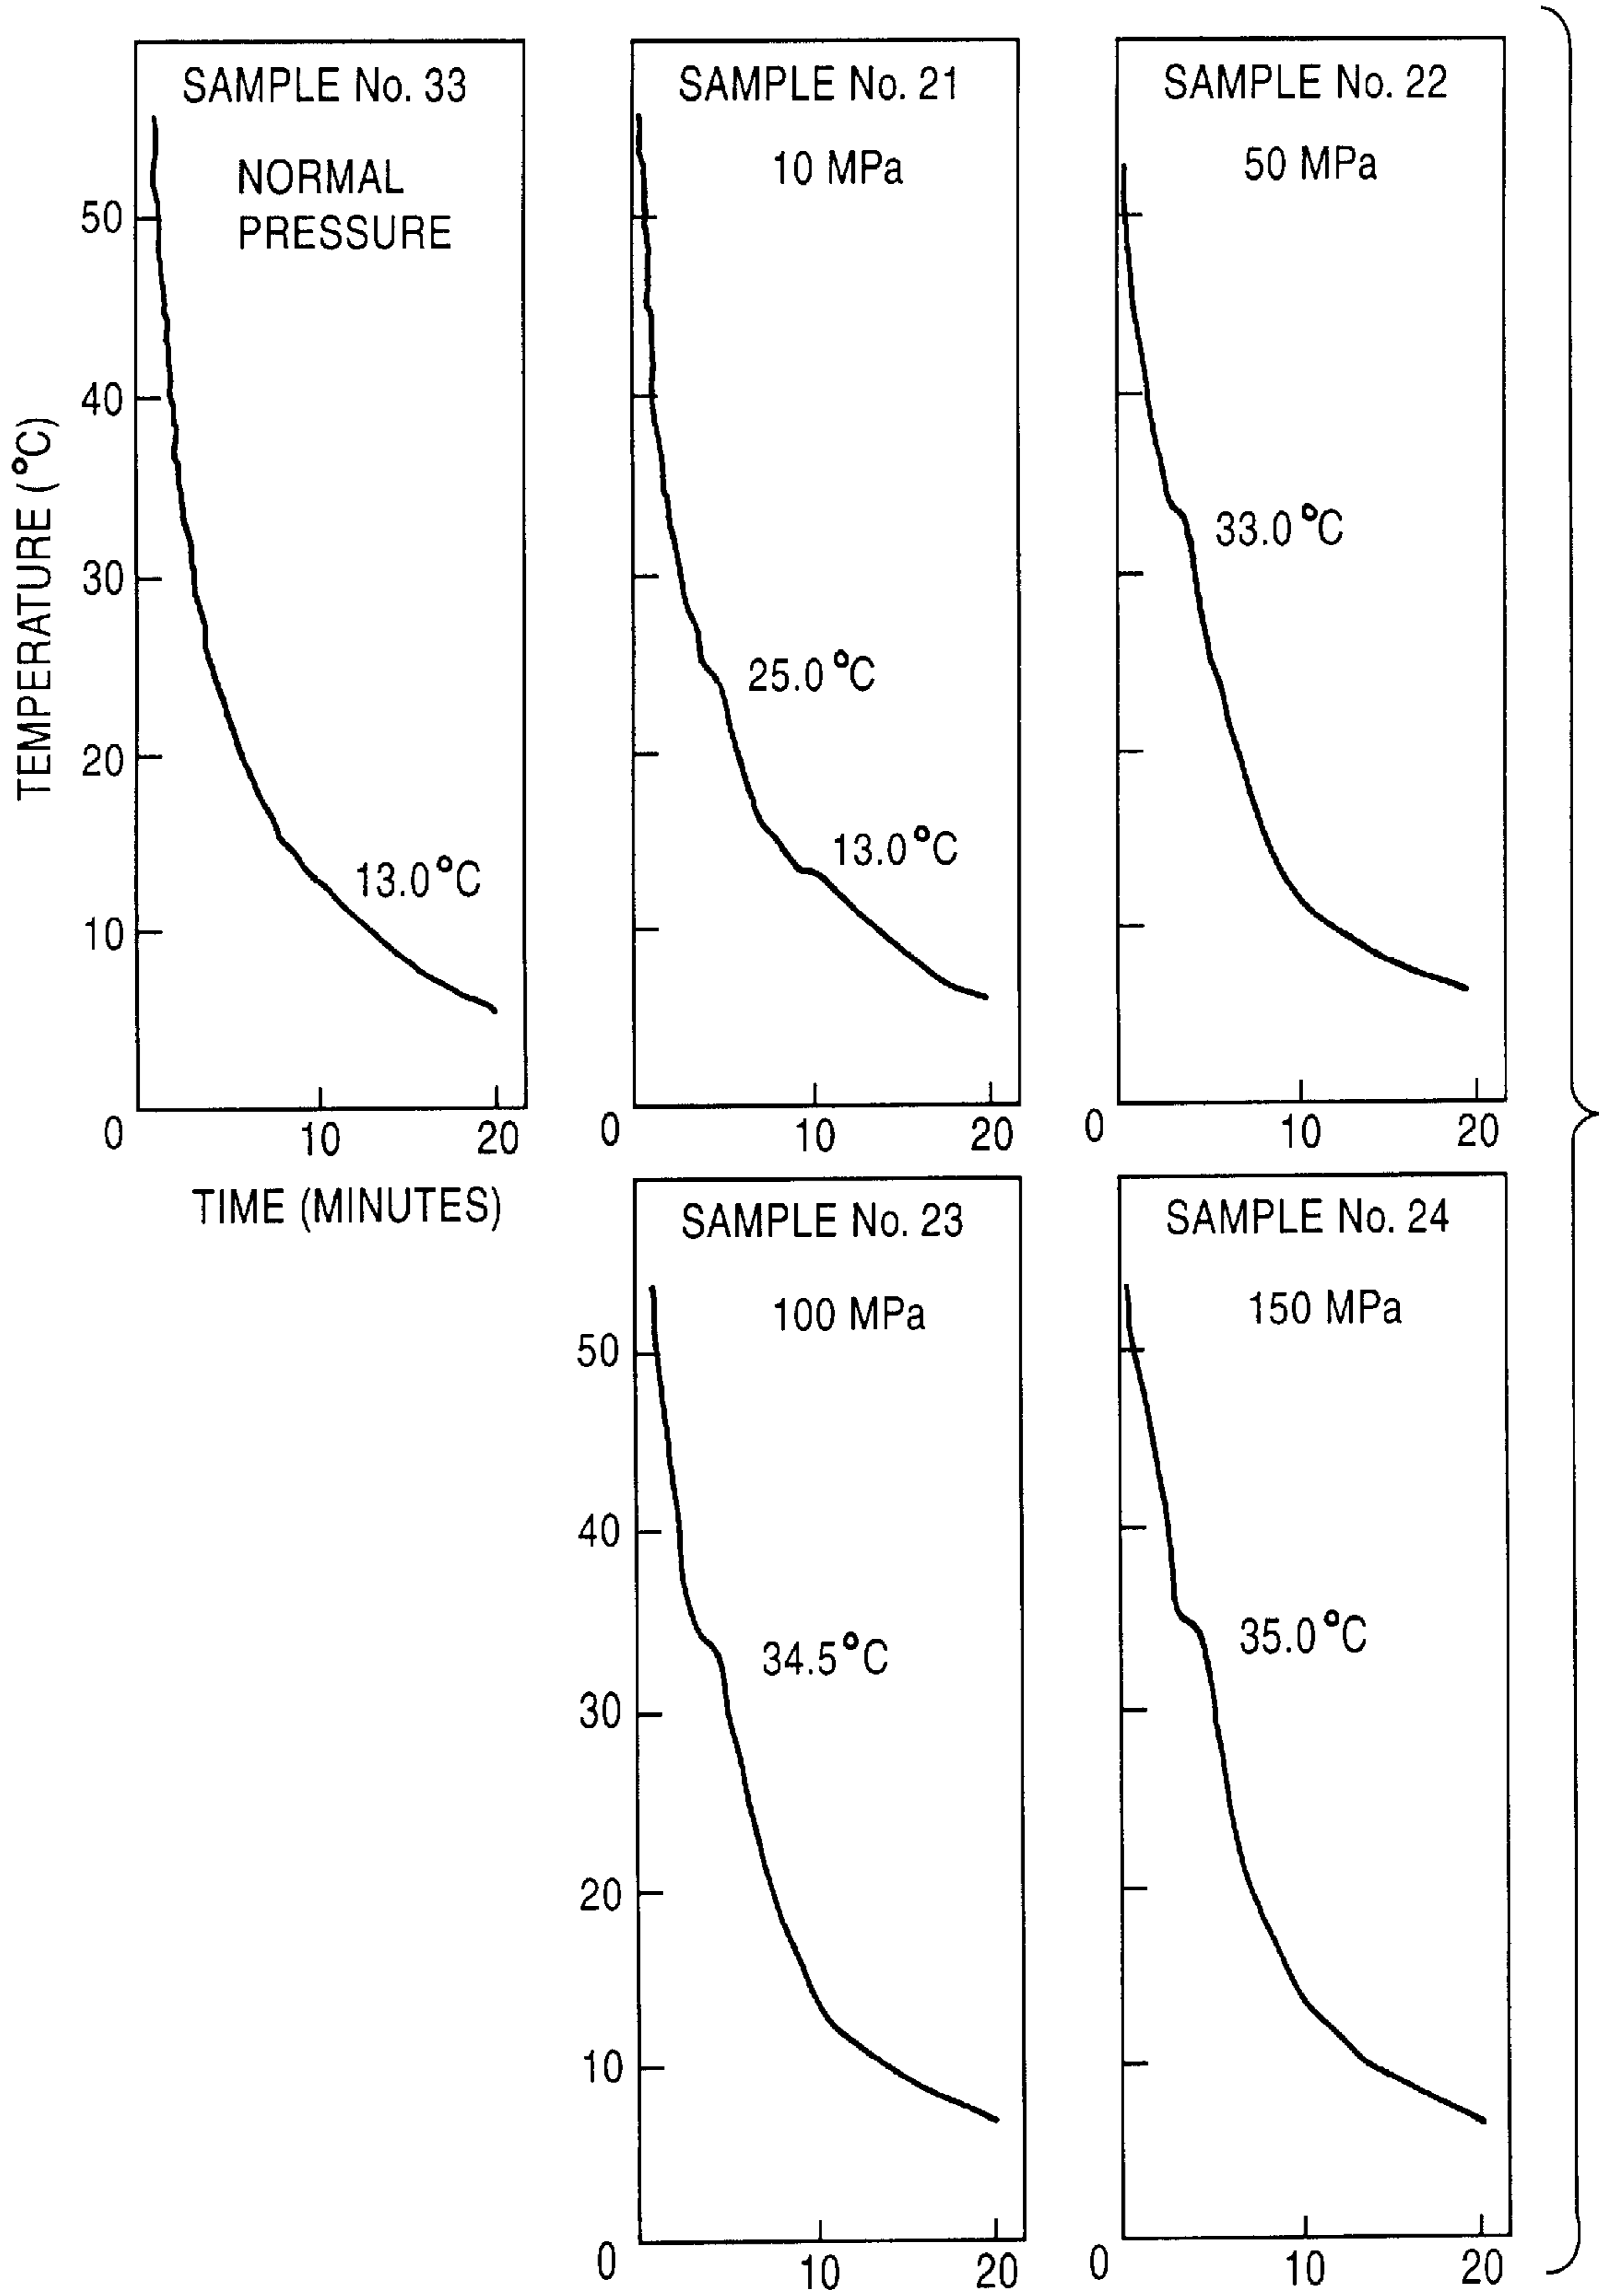 SAMPLE No. 33
NORMAL
PRESSURE
50
40
30
20
10
0
10
20
TEMPERATURE (°C)
TIME (MINUTES)
13.0°C
SAMPLE No. 21
10 MPa
25.0°C
13.0°C
0
10
20
SAMPLE No. 22
50 MPa
33.0°C
0
10
20
SAMPLE No. 23
100 MPa
50
40
30
20
10
0
10
20
34.5°C
SAMPLE No. 24
150 MPa
35.0°C
0
10
20